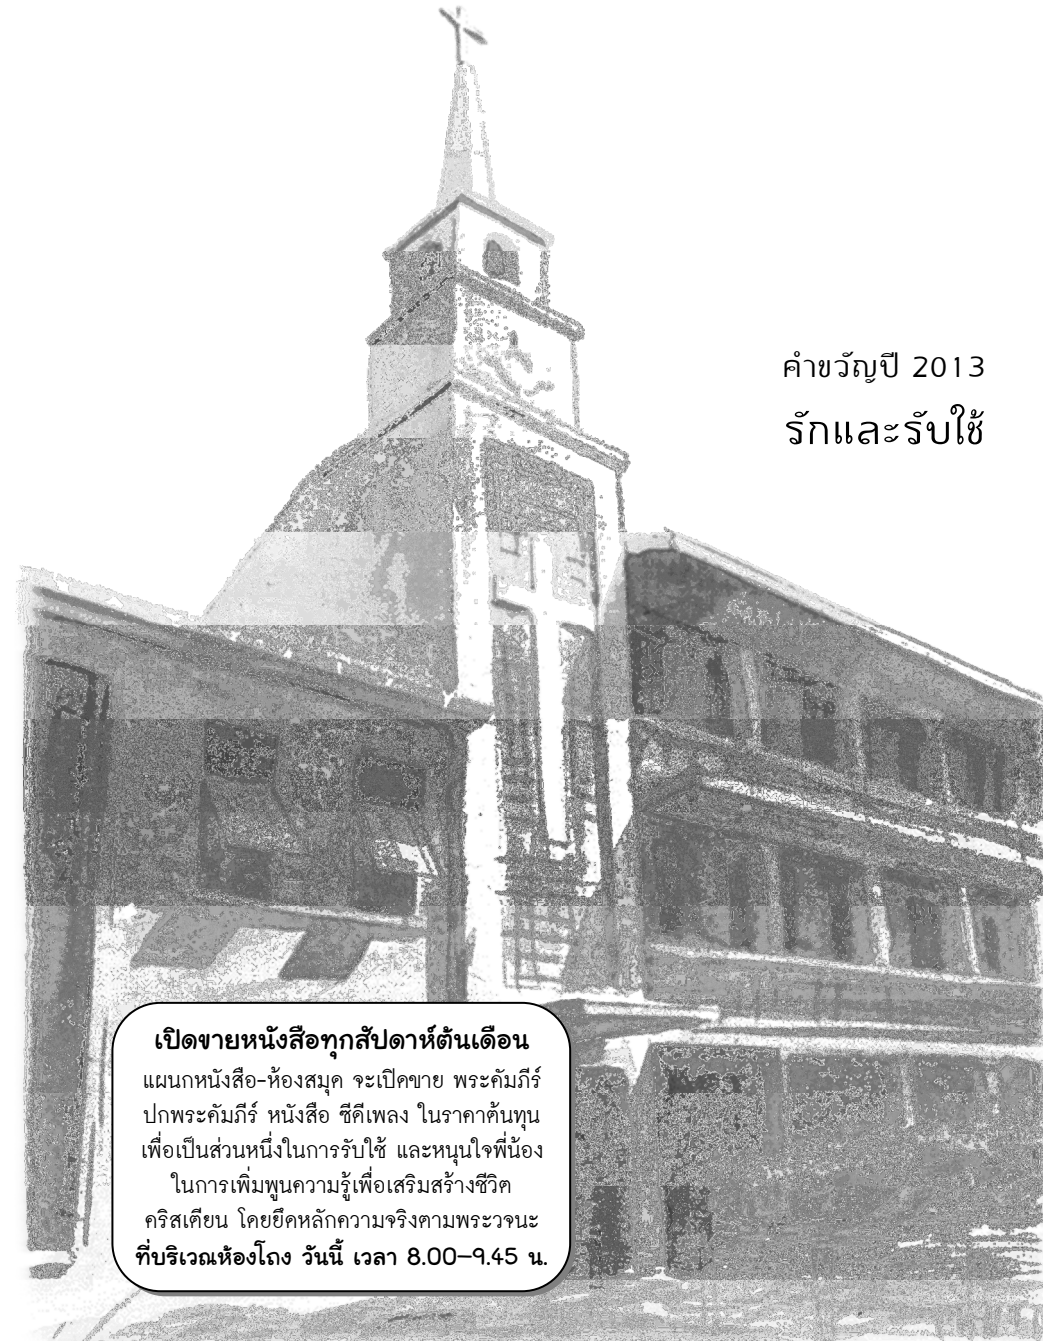 คำขวัญปี 2013
รักและรับใช้
เปิดขายหนังสือทุกสัปดาห์ต้นเดือน
แผนกหนังสือ-ห้องสมุด จะเปิดขาย พระคัมภีร์
ปกพระคัมภีร์ หนังสือ ซีดีเพลง ในราคาต้นทุน
เพื่อเป็นส่วนหนึ่งในการรับใช้ และหนุนใจพี่น้อง
ในการเพิ่มพูนความรู้เพื่อเสริมสร้างชีวิต
คริสเตียน โดยยึดหลักความจริงตามพระวจนะ
ที่บริเวณห้องโถง วันนี้ เวลา 8.00–9.45 น.